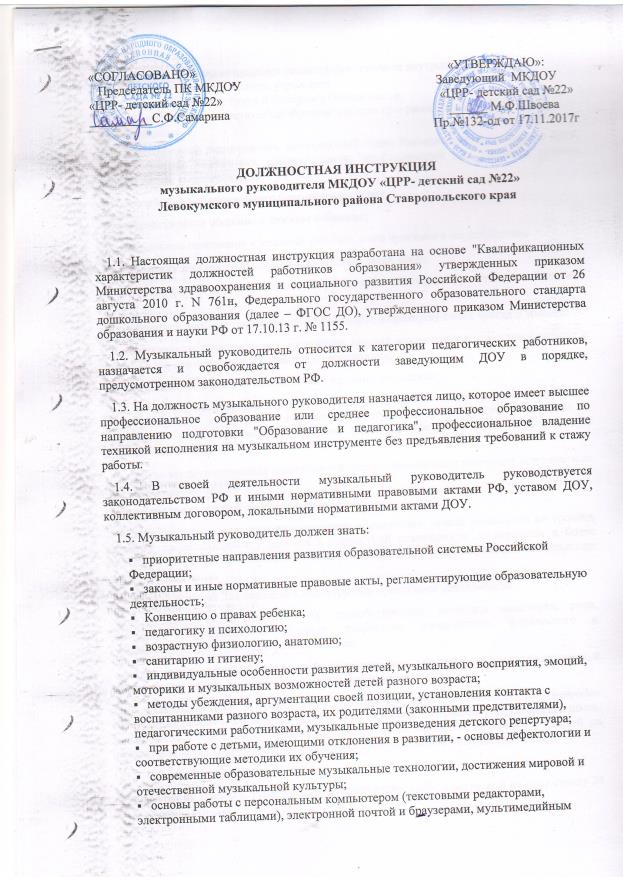 «СОГЛАСОВАНО»
Председатель ПК МКДОУ
«ЦРР- детский сад №22»
Самар С.Ф.Самарина
«УТВЕРЖДАЮ»:
Заведующий МКДОУ
«ЦРР- детский сад №22»
М.Ф.Швоева
Пр.№132-од от 17.11.2017г
ДЕТСКОГО
САДА № 22
ДОЛЖНОСТНАЯ ИНСТРУКЦИЯ
музыкального руководителя МКДОУ «ЦРР- детский сад №22»
Левокумского муниципального района Ставропольского края
1.1. Настоящая должностная инструкция разработана на основе "Квалификационных
характеристик должностей работников образования» утвержденных приказом
Министерства здравоохранения и социального развития Российской Федерации от 26
августа 2010 г. N 761н, Федерального государственного образовательного стандарта
дошкольного образования (далее – ФГОС ДО), утвержденного приказом Министерства
образования и науки РФ от 17.10.13 г. № 1155.
1.2. Музыкальный руководитель относится к категории педагогических работников,
назначается и освобождается от должности заведующим ДОУ в порядке,
предусмотренном законодательством РФ.
1.3. На должность музыкального руководителя назначается лицо, которое имеет высшее
профессиональное образование или среднее профессиональное образование по
направлению подготовки "Образование и педагогика", профессиональное владение
техникой исполнения на музыкальном инструменте без предъявления требований к стажу
работы.
1.4. В своей деятельности музыкальный руководитель руководствуется
законодательством РФ и иными нормативными правовыми актами РФ, уставом ДОУ,
коллективным договором, локальными нормативными актами ДОУ.
1.5. Музыкальный руководитель должен знать:
▪ приоритетные направления развития образовательной системы Российской
Федерации;
▪ законы и иные нормативные правовые акты, регламентирующие образовательную
деятельность;
▪ Конвенцию о правах ребенка;
▪ педагогику и психологию;
▪ возрастную физиологию, анатомию;
▪ санитарию и гигиену;
▪ индивидуальные особенности развития детей, музыкального восприятия, эмоций,
моторики и музыкальных возможностей детей разного возраста;
▪ методы убеждения, аргументации своей позиции, установления контакта с
воспитанниками разного возраста, их родителями (законными предствителями),
педагогическими работниками, музыкальные произведения детского репертуара;
▪ при работе с детьми, имеющими отклонения в развитии, - основы дефектологии и
соответствующие методики их обучения;
▪ современные образовательные музыкальные технологии, достижения мировой и
отечественной музыкальной культуры;
▪ основы работы с персональным компьютером (текстовыми редакторами,
электронными таблицами), электронной почтой и браузерами, мультимедийным